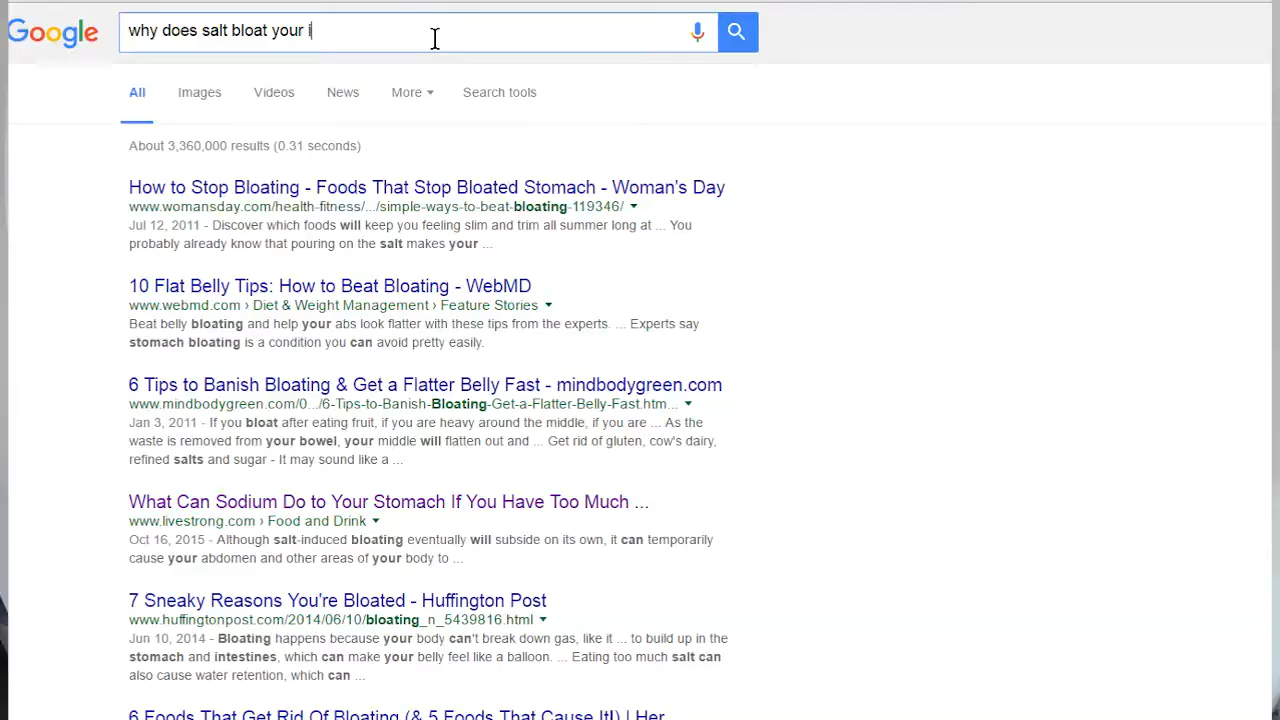 Google
why does salt bloat your i
All Images Videos News More Search tools
About 3,360,000 results (0.31 seconds)
How to Stop Bloating - Foods That Stop Bloated Stomach - Woman's Day
www.womansday.com/health-fitness/.../simple-ways-to-beat-bloating-119346/
Jul 12, 2011 - Discover which foods will keep you feeling slim and trim all summer long at ... You
probably already know that pouring on the salt makes your ...
10 Flat Belly Tips: How to Beat Bloating - WebMD
www.webmd.com › Diet & Weight Management › Feature Stories
Beat belly bloating and help your abs look flatter with these tips from the experts. ... Experts say
stomach bloating is a condition you can avoid pretty easily.
6 Tips to Banish Bloating & Get a Flatter Belly Fast - mindbodygreen.com
www.mindbodygreen.com/0.../6-Tips-to-Banish-Bloating-Get-a-Flatter-Belly-Fast.htm...
Jan 3, 2011 - If you bloat after eating fruit, if you are heavy around the middle, if you are ... As the
waste is removed from your bowel, your middle will flatten out and ... Get rid of gluten, cow's dairy,
refined salts and sugar - It may sound like a ...
What Can Sodium Do to Your Stomach If You Have Too Much ...
www.livestrong.com › Food and Drink
Oct 16, 2015 - Although salt-induced bloating eventually will subside on its own, it can temporarily
cause your abdomen and other areas of your body to ...
7 Sneaky Reasons You're Bloated - Huffington Post
www.huffingtonpost.com/2014/06/10/bloating_n_5439816.html
Jun 10, 2014 - Bloating happens because your body can't break down gas, like it ... to build up in the
stomach and intestines, which can make your belly feel like a balloon. ... Eating too much salt can
also cause water retention, which can ...
6 Foods That Get Rid Of Bloating (& 5 Foods That Cause It!) | Her